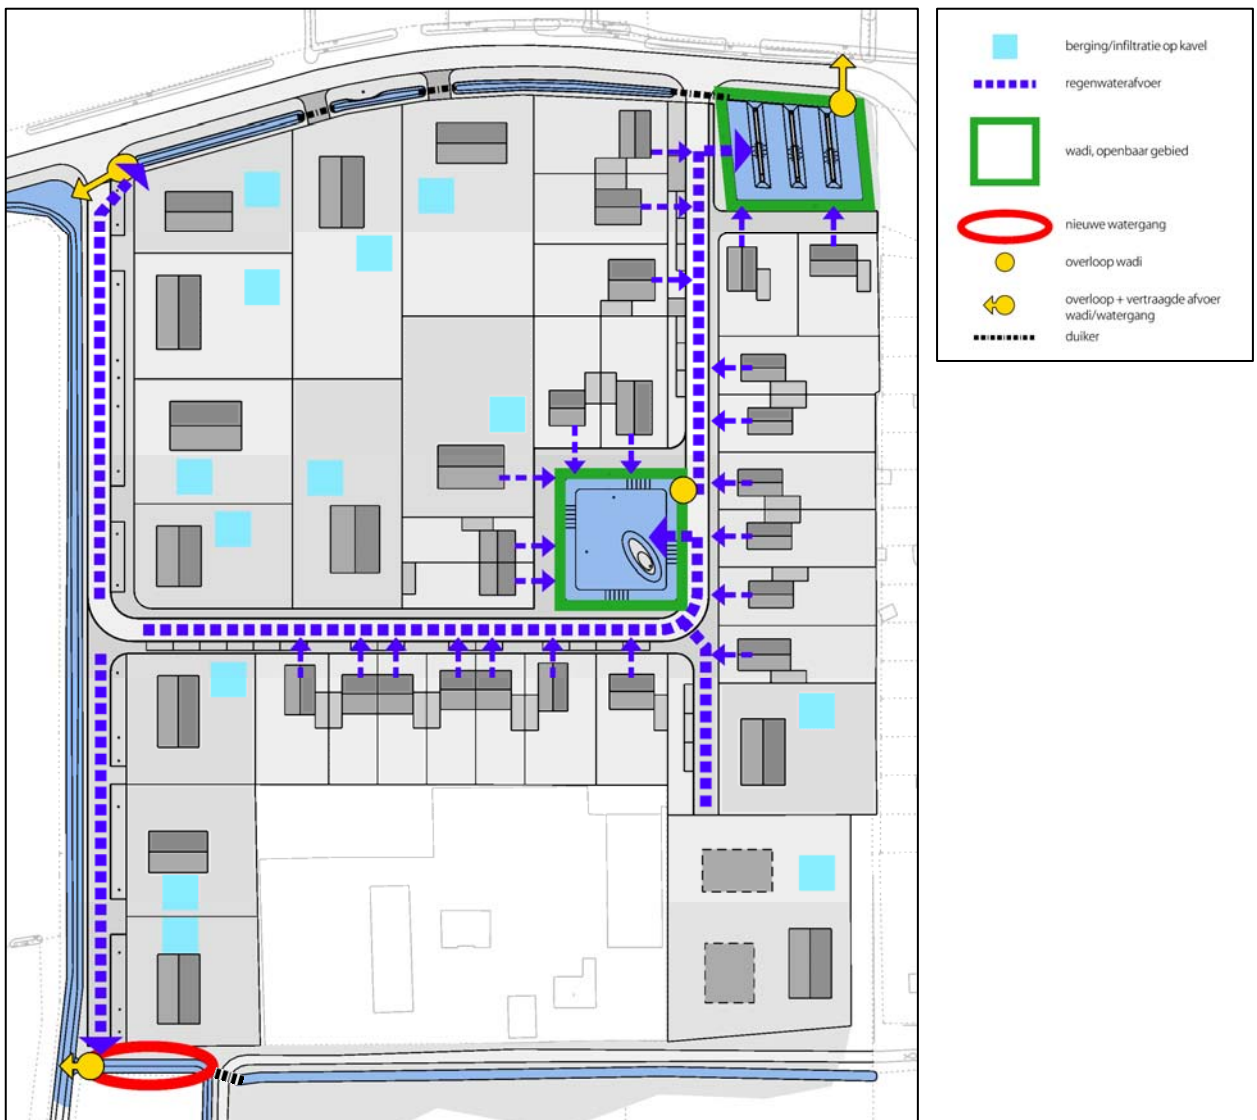 berging/infiltratie op kavel
regenwaterafvoer
wadi, openbaar gebied
nieuwe watergang
overloop wadi
overloop + vertraagde afvoer
wadi/watergang
duiker